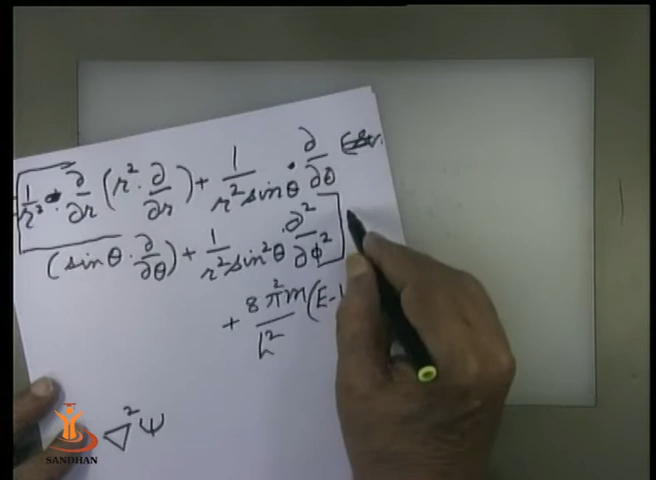 [1/r² · ∂/∂r (r² · ∂/∂r) + 1/(r² sinθ) · ∂/∂θ
(sinθ · ∂/∂θ) + 1/(r² sin²θ) · ∂²/∂φ²]
+ 8π²m/h² (E-
∇²ψ
SANDHAN